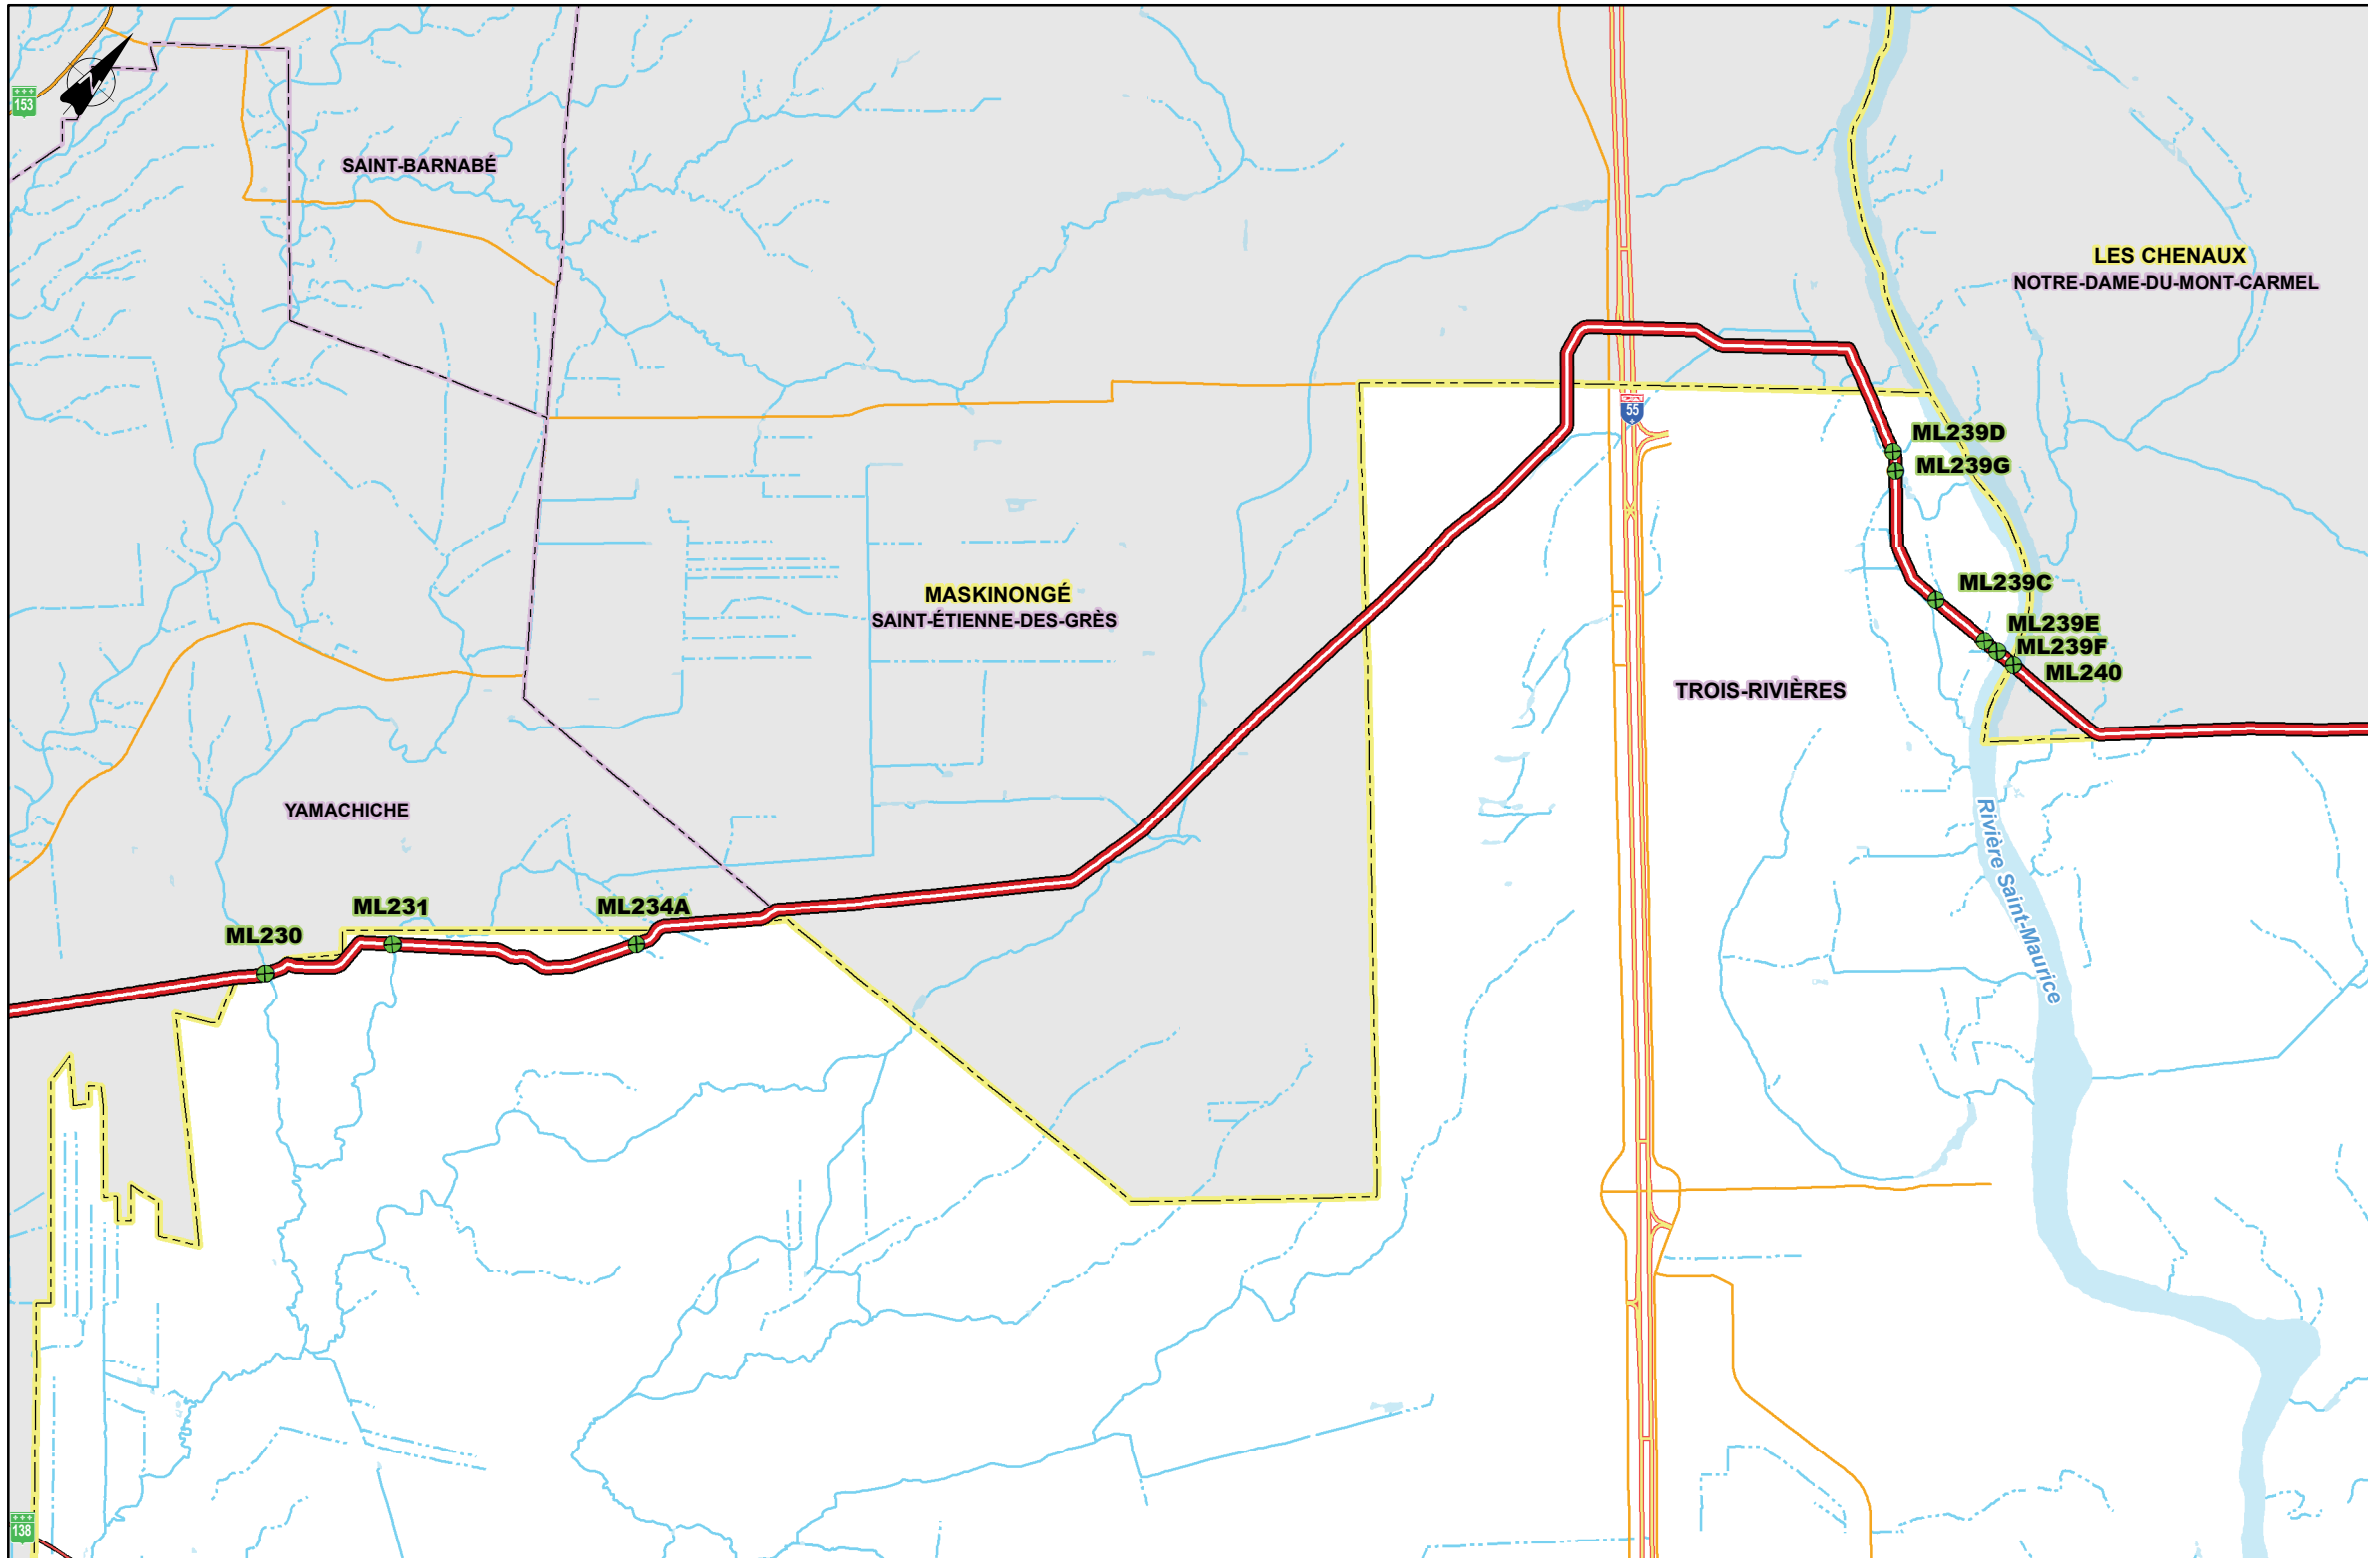 153
N
SAINT-BARNABÉ
LES CHENAUX
NOTRE-DAME-DU-MONT-CARMEL
55
ML239D
ML239G
MASKINONGÉ
SAINT-ÉTIENNE-DES-GRÈS
ML239C
ML239E
ML239F
ML240
TROIS-RIVIÈRES
YAMACHICHE
Rivière Saint-Maurice
ML231
ML234A
ML230
138